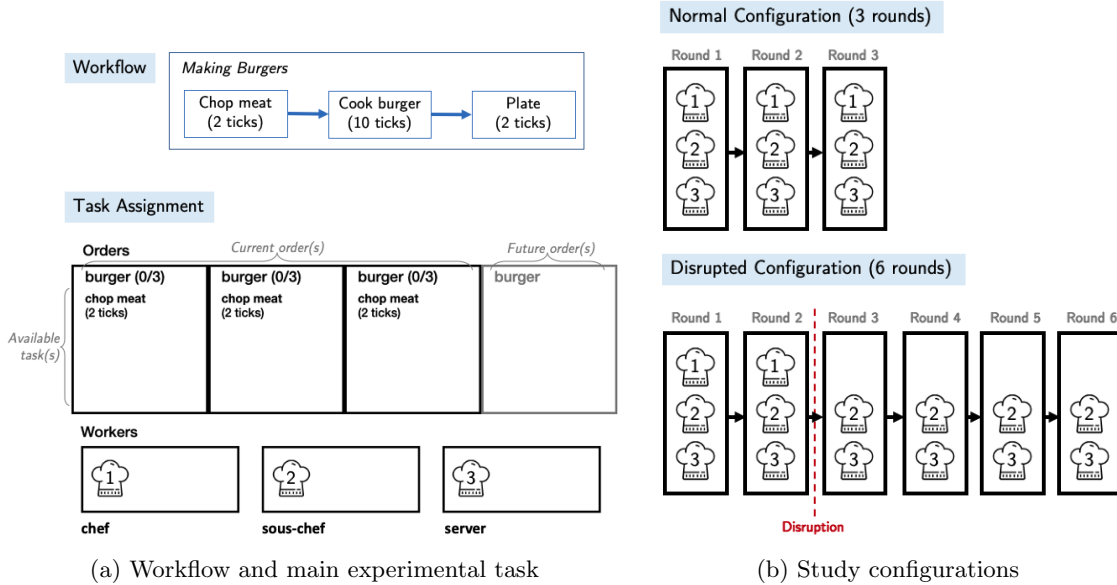 Workflow
Making Burgers
Chop meat
(2 ticks)
Cook burger
(10 ticks)
Plate
(2 ticks)
Task Assignment
Orders
Current order(s)
Future order(s)
burger (0/3)
chop meat
(2 ticks)
burger (0/3)
chop meat
(2 ticks)
burger (0/3)
chop meat
(2 ticks)
burger
Available
task(s)
Workers
1
2
3
chef
sous-chef
server
(a) Workflow and main experimental task
Normal Configuration (3 rounds)
Round 1 Round 2 Round 3
1 1 1
2 2 2
3 3 3
Disrupted Configuration (6 rounds)
Round 1 Round 2 Round 3 Round 4 Round 5 Round 6
1 1
2 2 2 2 2 2
3 3 3 3 3 3
Disruption
(b) Study configurations